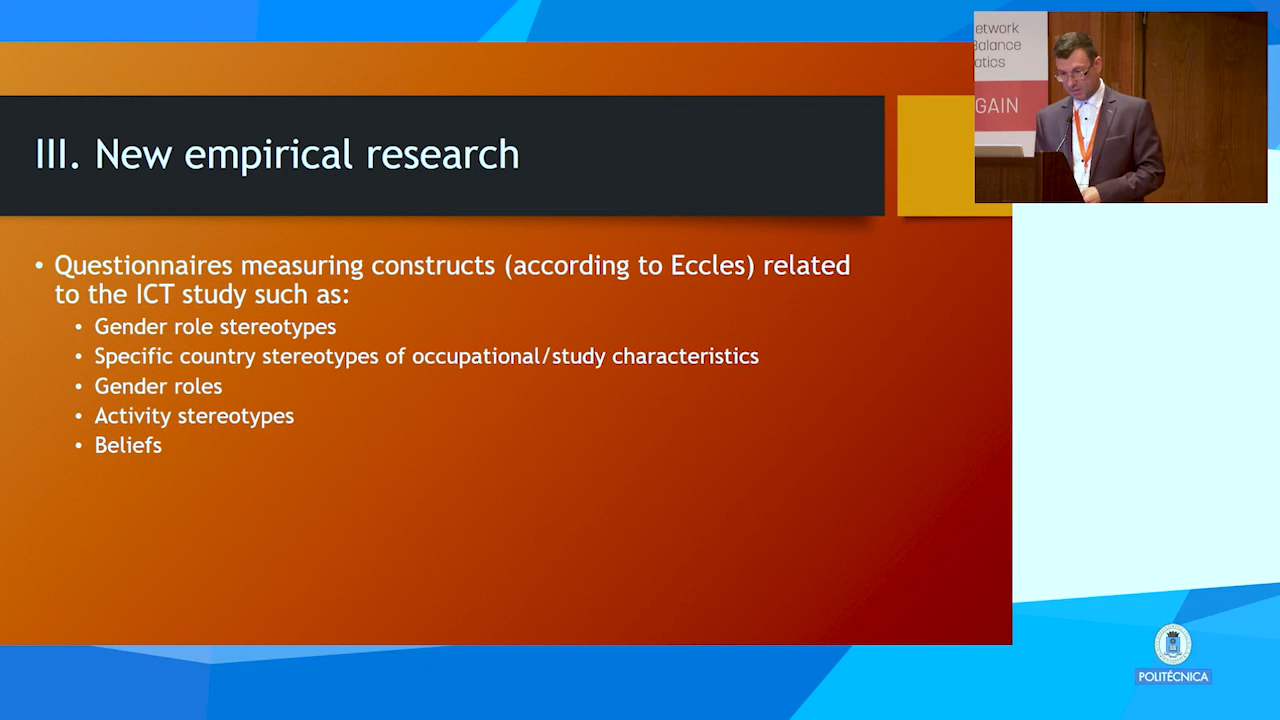 III. New empirical research
• Questionnaires measuring constructs (according to Eccles) related
to the ICT study such as:
• Gender role stereotypes
• Specific country stereotypes of occupational/study characteristics
• Gender roles
• Activity stereotypes
• Beliefs
etwork
Balance
atics
GAIN
POLITÉCNICA